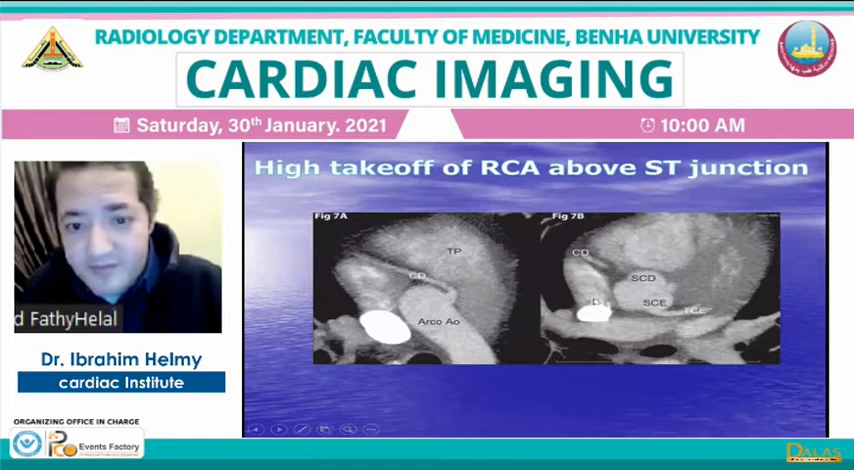 RADIOLOGY DEPARTMENT, FACULTY OF MEDICINE, BENHA UNIVERSITY
CARDIAC IMAGING
Saturday, 30th January. 2021
10:00 AM
High takeoff of RCA above ST junction
Fig 7A
TP
CD
Arco Ao
Fig 7B
CD
SCD
SCE
TCE
d FathyHelal
Dr. Ibrahim Helmy
cardiac Institute
ORGANIZING OFFICE IN CHARGE
Pco Events Factory
DALAS